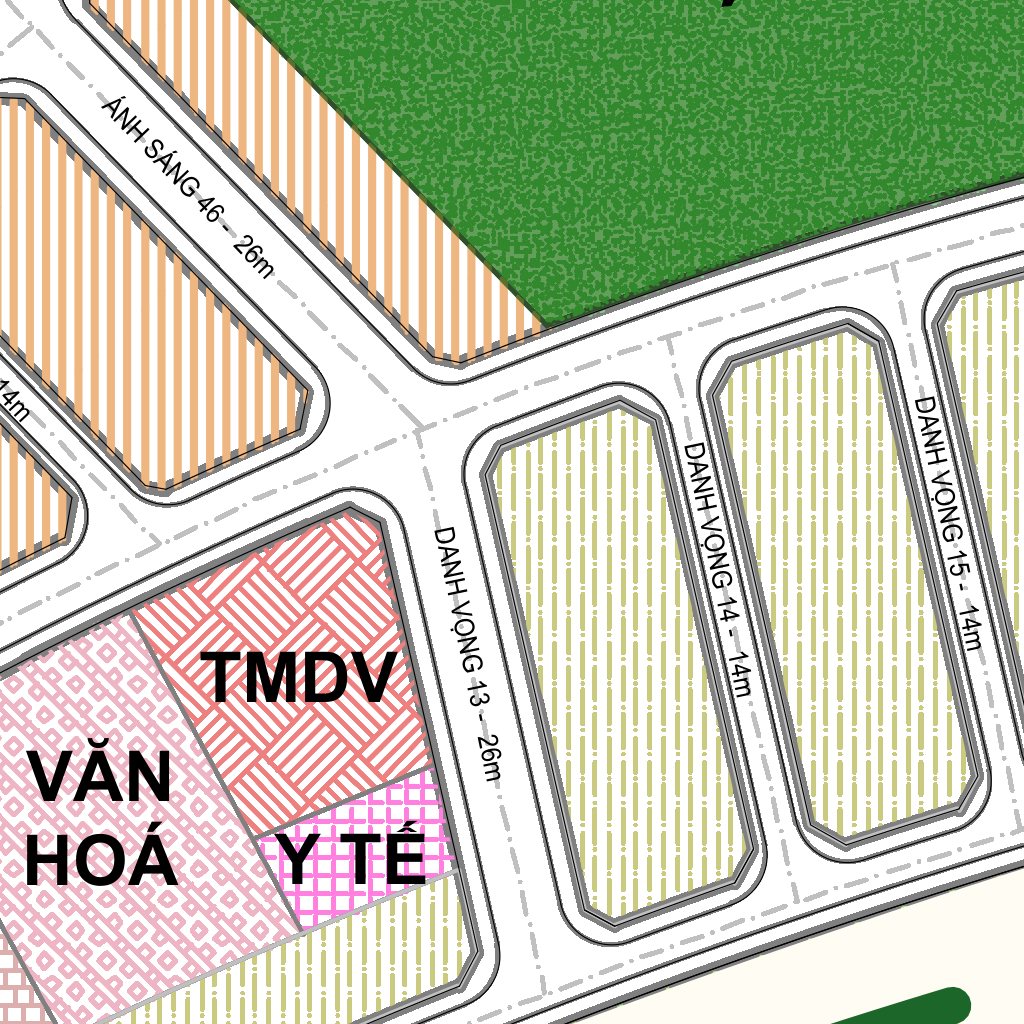 ÁNH SÁNG 46 - 26m
14m
DANH VỌNG 13 - 26m
DANH VỌNG 14 - 14m
DANH VỌNG 15 - 14m
TMDV
VĂN
HOÁ
Y TẾ